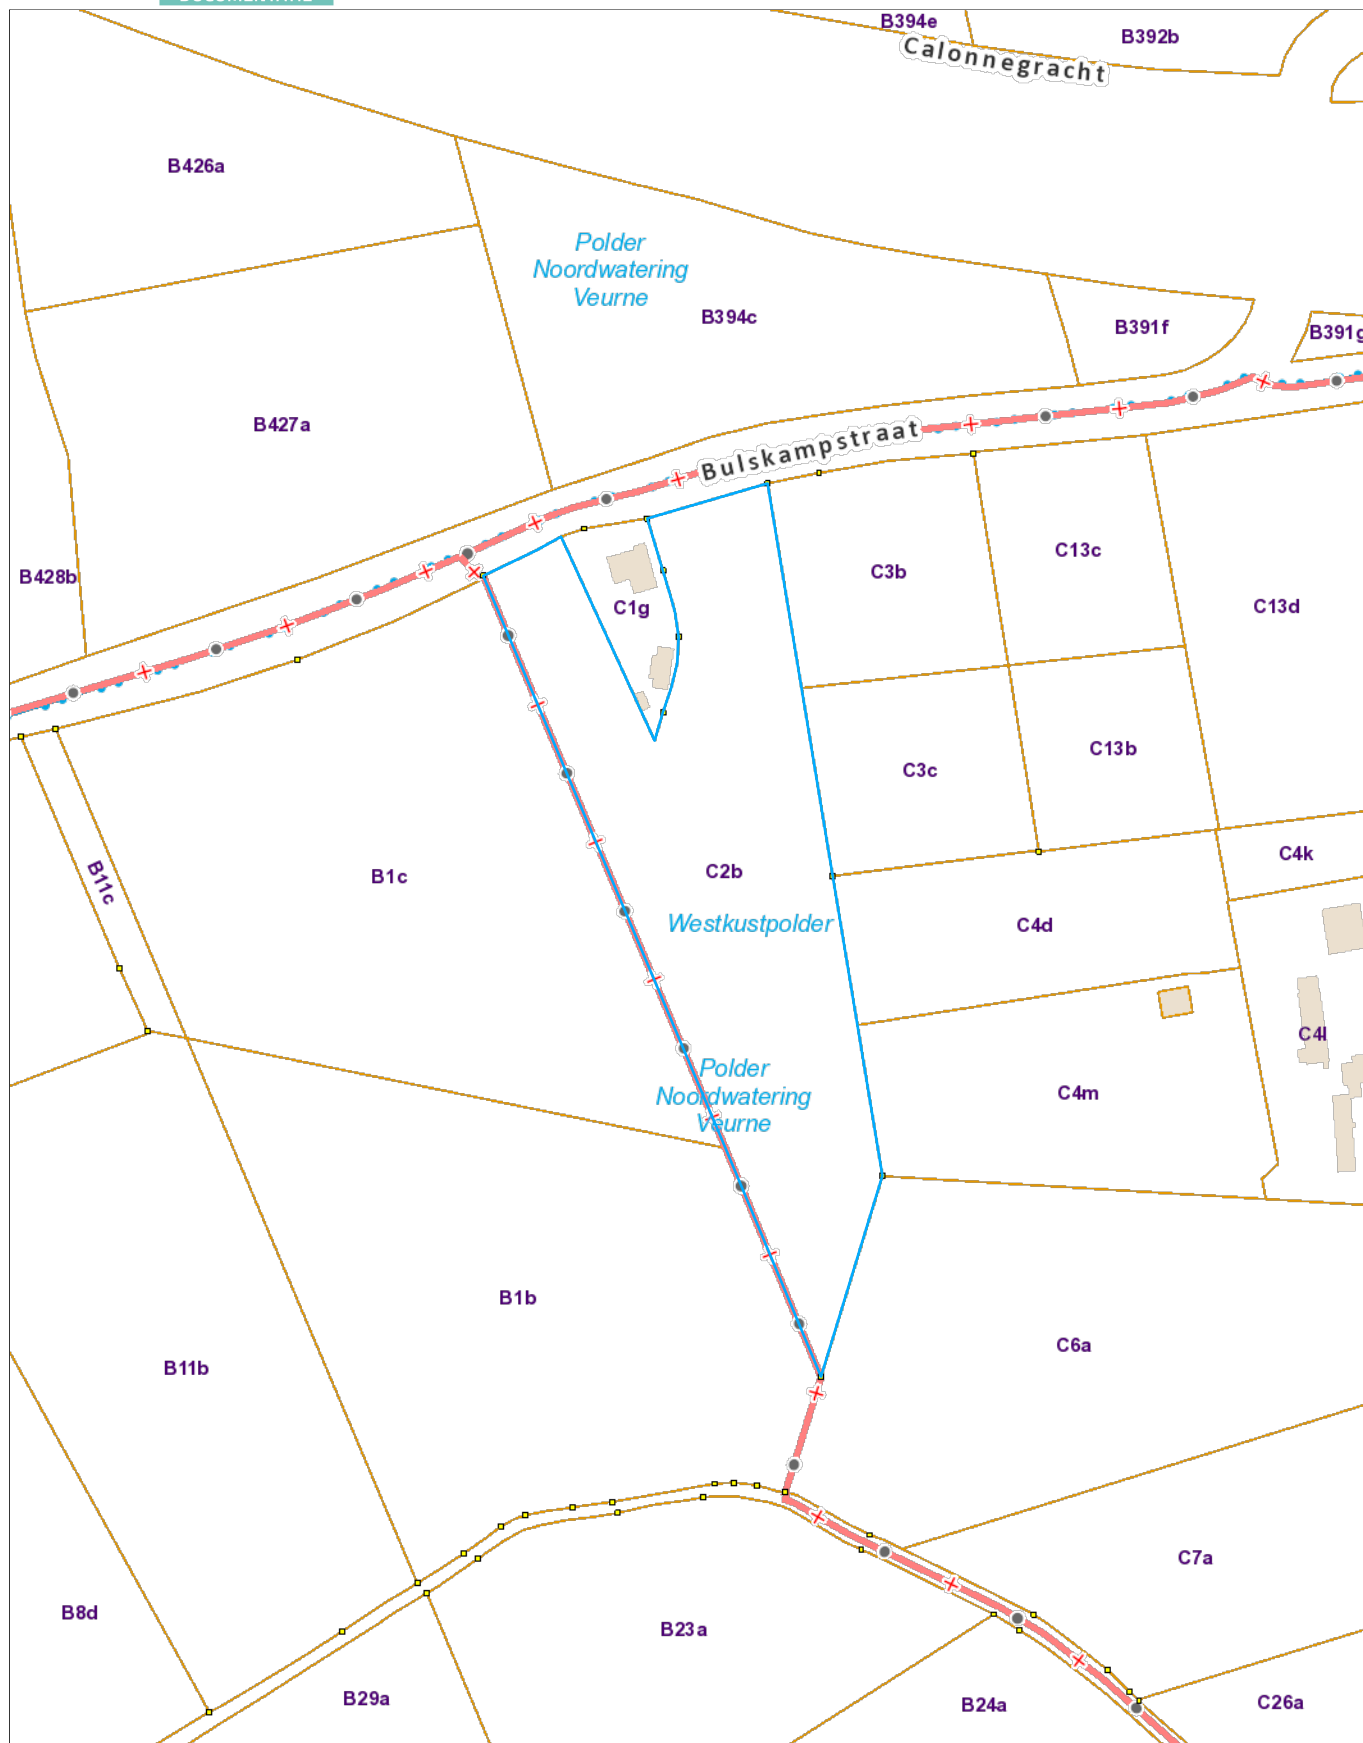 B394e
B392b
Calonnegracht
B426a
Polder
Noordwatering
Veurne
B394c
B391f
B391g
B427a
Bulskampstraat
B428b
C1g
C3b
C13c
C13d
C3c
C13b
B11c
B1c
C2b
C4k
Westkustpolder
C4d
C4l
Polder
Noordwatering
Veurne
C4m
B1b
C6a
B11b
C7a
B8d
B23a
B29a
B24a
C26a